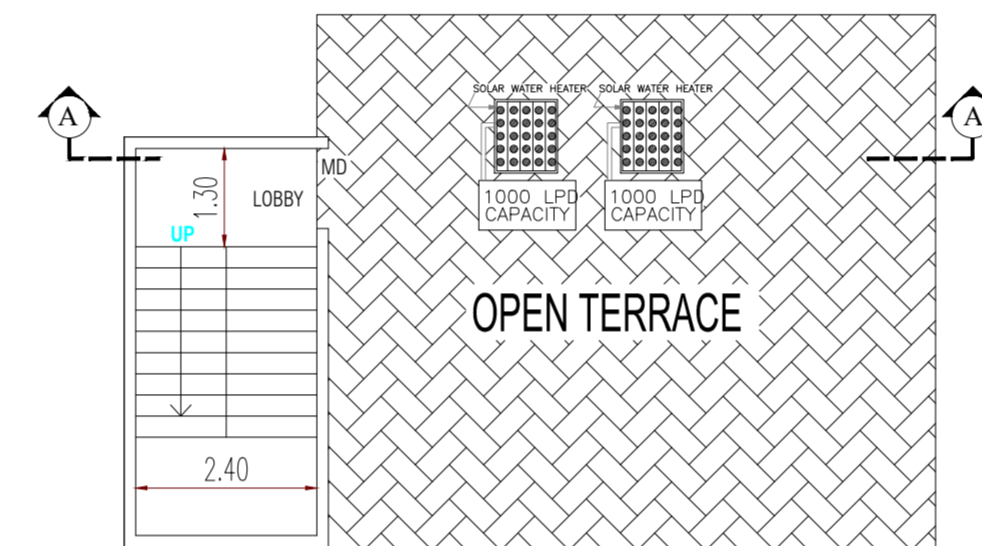 SOLAR WATER HEATER
SOLAR WATER HEATER
A
A
MD
1.30
LOBBY
1000 LPD
CAPACITY
1000 LPD
CAPACITY
UP
OPEN TERRACE
2.40